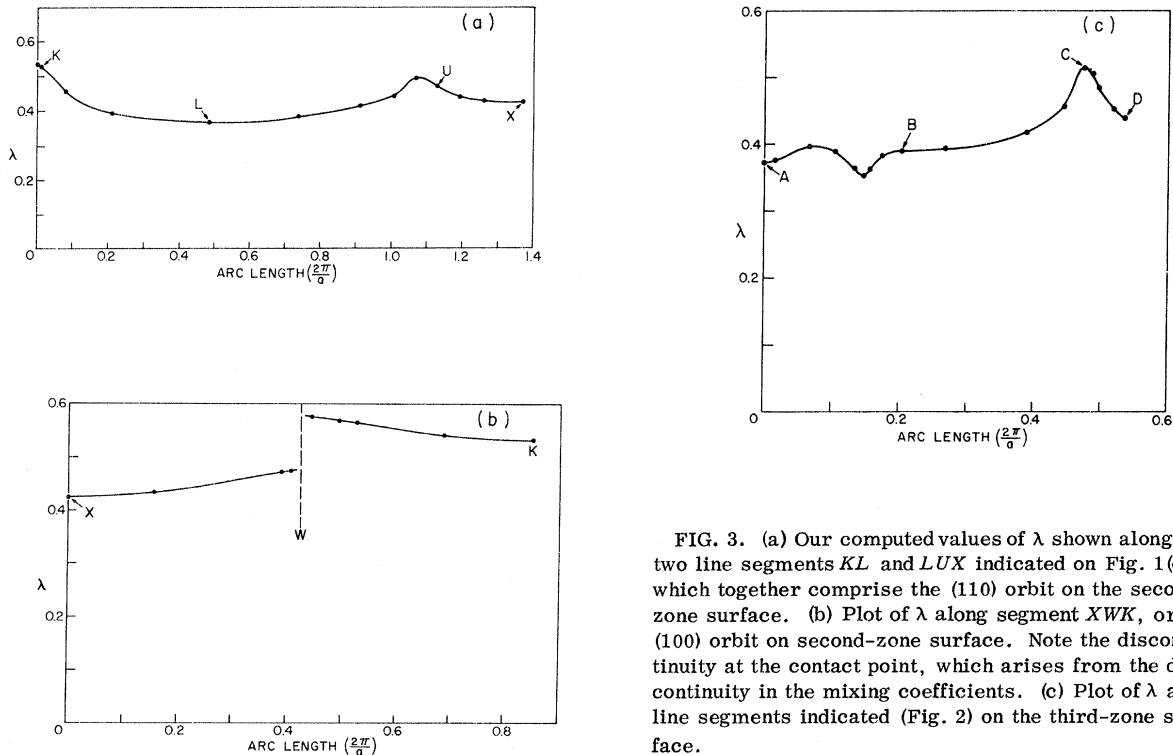 (a)
0.6
K
U
L
0.4
X
λ
0.2
0
0 0.2 0.4 0.6 0.8 1.0 1.2 1.4
ARC LENGTH (2π/a)
(c)
0.6
C
D
B
0.4
A
λ
0.2
0
0 0.2 0.4 0.6
ARC LENGTH (2π/a)
(b)
0.6
K
0.4
X
W
λ
0.2
0
0 0.2 0.4 0.6 0.8
ARC LENGTH (2π/a)
FIG. 3. (a) Our computed values of λ shown along
two line segments KL and LUX indicated on Fig. 1(
which together comprise the (110) orbit on the seco
zone surface. (b) Plot of λ along segment XWK, or
(100) orbit on second-zone surface. Note the disco
tinuity at the contact point, which arises from the d
continuity in the mixing coefficients. (c) Plot of λ a
line segments indicated (Fig. 2) on the third-zone s
face.